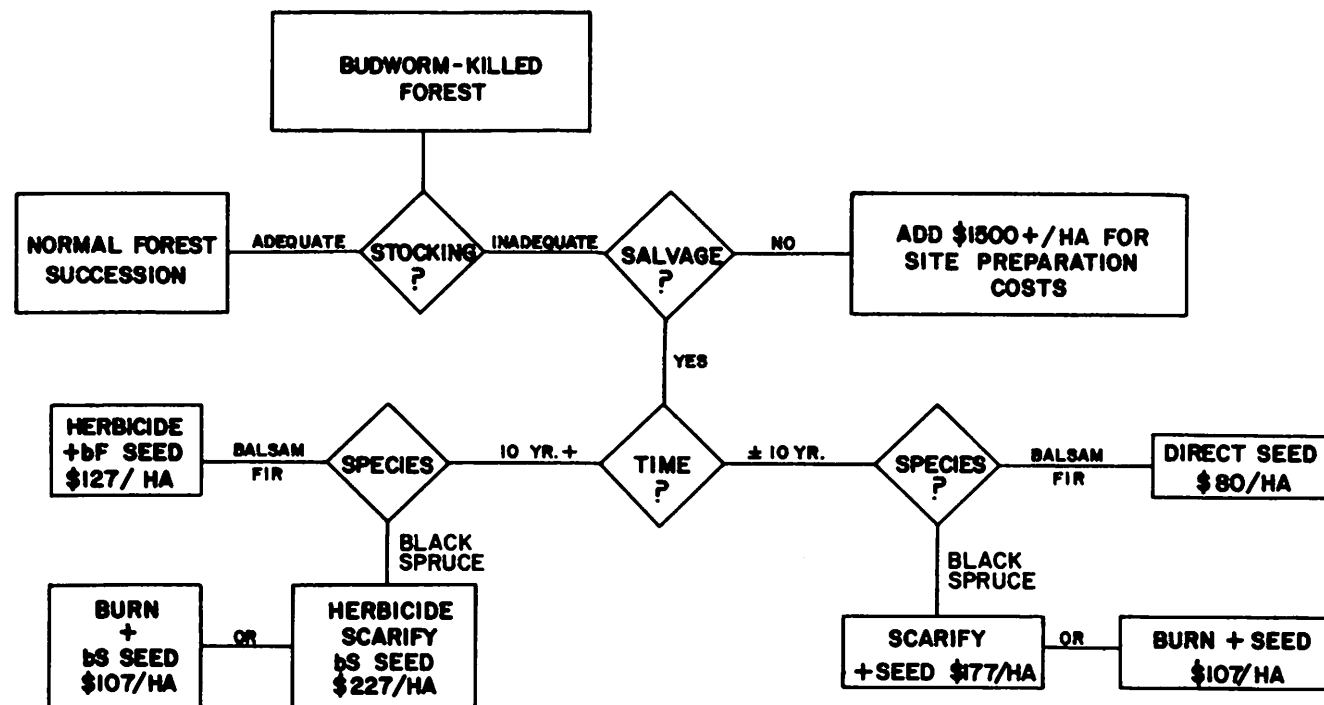 BUDWORM-KILLED
FOREST
NORMAL FOREST
SUCCESSION
ADEQUATE
STOCKING
?
INADEQUATE
SALVAGE
?
NO
ADD $1500+/HA FOR
SITE PREPARATION
COSTS
YES
HERBICIDE
+bF SEED
$127/ HA
BALSAM
FIR
SPECIES
10 YR. +
TIME
?
± 10 YR.
SPECIES
?
BALSAM
FIR
DIRECT SEED
$80/HA
BLACK
SPRUCE
BLACK
SPRUCE
BURN
+
bS SEED
$107/HA
OR
HERBICIDE
SCARIFY
bS SEED
$227/HA
SCARIFY
+SEED $177/HA
OR
BURN + SEED
$107/HA